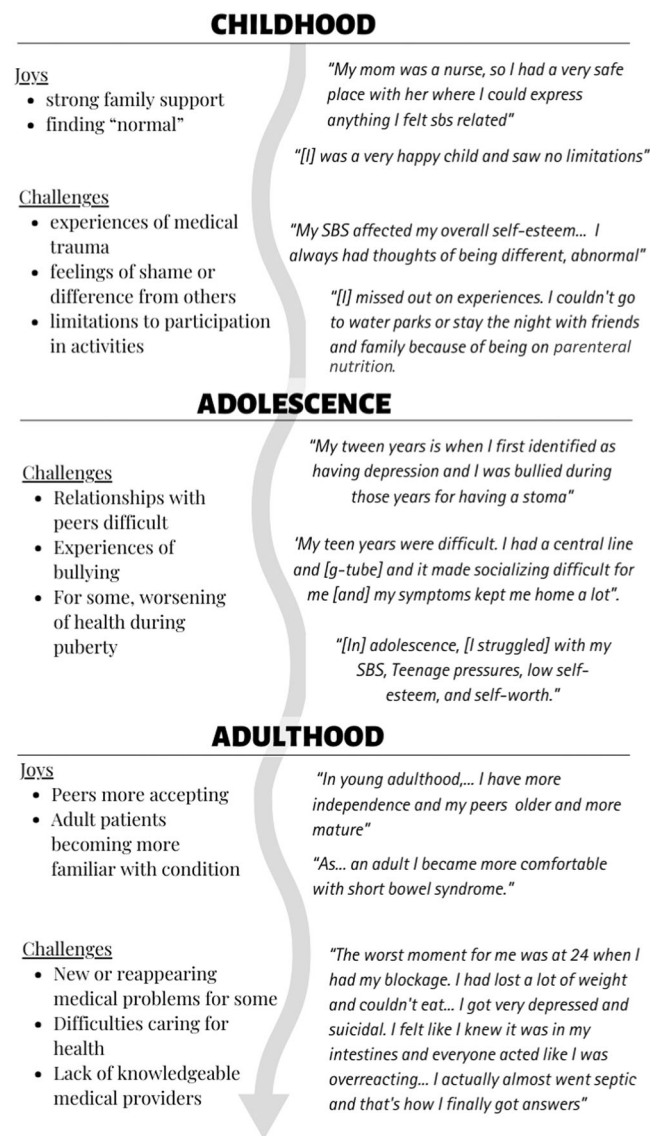 CHILDHOOD
Joys
• strong family support
• finding “normal”
“My mom was a nurse, so I had a very safe
place with her where I could express
anything I felt sbs related”
“[I] was a very happy child and saw no limitations”
Challenges
• experiences of medical
trauma
• feelings of shame or
difference from others
• limitations to participation
in activities
“My SBS affected my overall self-esteem... I
always had thoughts of being different, abnormal”
“[I] missed out on experiences. I couldn't go
to water parks or stay the night with friends
and family because of being on parenteral
nutrition.
ADOLESCENCE
Challenges
• Relationships with
peers difficult
• Experiences of
bullying
• For some, worsening
of health during
puberty
“My tween years is when I first identified as
having depression and I was bullied during
those years for having a stoma”
'My teen years were difficult. I had a central line
and [g-tube] and it made socializing difficult for
me [and] my symptoms kept me home a lot”.
“[In] adolescence, [I struggled] with my
SBS, Teenage pressures, low self-
esteem, and self-worth.”
ADULTHOOD
Joys
• Peers more accepting
• Adult patients
becoming more
familiar with condition
“In young adulthood,... I have more
independence and my peers older and more
mature”
“As... an adult I became more comfortable
with short bowel syndrome.”
Challenges
• New or reappearing
medical problems for some
• Difficulties caring for
health
• Lack of knowledgeable
medical providers
“The worst moment for me was at 24 when I
had my blockage. I had lost a lot of weight
and couldn't eat... I got very depressed and
suicidal. I felt like I knew it was in my
intestines and everyone acted like I was
overreacting... I actually almost went septic
and that's how I finally got answers”